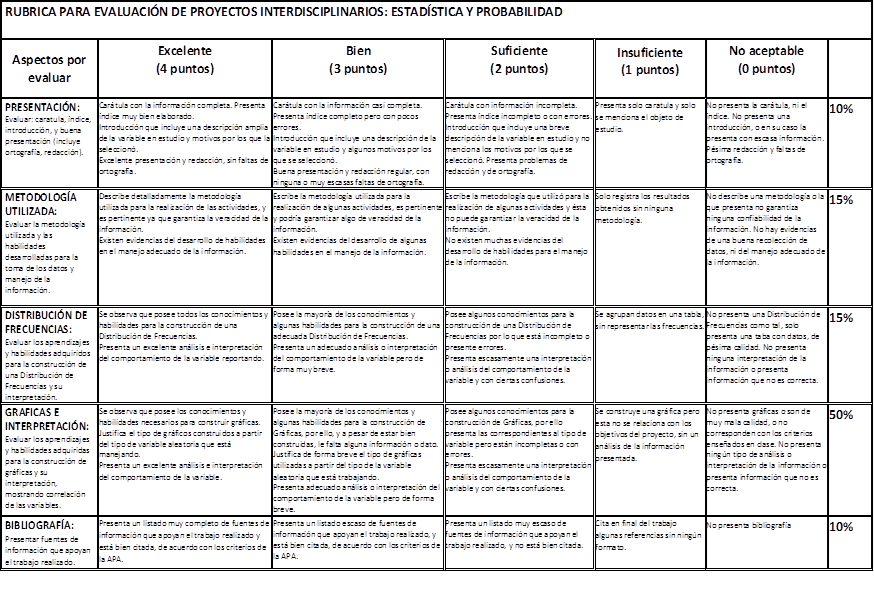 RUBRICA PARA EVALUACIÓN DE PROYECTOS INTERDISCIPLINARIOS: ESTADÍSTICA Y PROBABILIDAD
Aspectos por
evaluar
Excelente
(4 puntos)
Bien
(3 puntos)
Suficiente
(2 puntos)
Insuficiente
(1 puntos)
No aceptable
(0 puntos)
PRESENTACIÓN:
Evaluar: caratula, índice,
introducción, y buena
presentación (incluye
ortografía, redacción).
Carátula con la información completa. Presenta
índice muy bien elaborado.
Introducción que incluye una descripción amplia
de la variable en estudio y motivos por los que la
seleccionó.
Excelente presentación y redacción, sin faltas de
ortografía.
Carátula con la información casi completa.
Presenta índice completo pero con pocos
errores.
Introducción que incluye una descripción de la
variable en estudio y algunos motivos por los
que se seleccionó.
Buena presentación y redacción regular, con
ninguna o muy escasas faltas de ortografía.
Carátula con información incompleta.
Presenta índice incompleto o con errores.
Introducción que incluye una breve
descripción de la variable en estudio y no
menciona los motivos por los que se
seleccionó. Presenta problemas de
redacción y de ortografía.
Presenta solo caratula y solo
se menciona el objeto de
estudio.
No presenta la carátula, ni el
índice. No presenta una
introducción, o en su caso la
presenta con escasa información.
Pésima redacción y faltas de
ortografía.
10%
METODOLOGÍA
UTILIZADA:
Evaluar la metodología
utilizada y las
habilidades
desarrolladas para la
toma de los datos y
manejo de la
información.
Describe detalladamente la metodología
utilizada para la realización de las actividades, y
es pertinente ya que garantiza la veracidad de la
información.
Existen evidencias del desarrollo de habilidades
en el manejo adecuado de la información.
Escribe la metodología utilizada para la
realización de algunas actividades, es pertinente
y podría garantizar algo de veracidad de la
información.
Existen evidencias del desarrollo de algunas
habilidades en el manejo de la información.
Escribe la metodología que utilizó para la
realización de algunas actividades y ésta
no puede garantizar la veracidad de la
información.
No existen muchas evidencias del
desarrollo de habilidades para el manejo
de la información.
Solo registra los resultados
obtenidos sin ninguna
metodología.
No describe una metodología o la
que presenta no garantiza
ninguna confiabilidad de la
información. No hay evidencias
de una buena recolección de
datos, ni del manejo adecuado de
la información.
15%
DISTRIBUCIÓN DE
FRECUENCIAS:
Evaluar los aprendizajes
y habilidades adquiridos
para la construcción de
una Distribución de
Frecuencias y su
interpretación.
Se observa que posee todos los conocimientos y
habilidades para la construcción de una
Distribución de Frecuencias.
Presenta un excelente análisis e interpretación
del comportamiento de la variable reportando.
Posee la mayoría de los conocimientos y
algunas habilidades para la construcción de una
adecuada Distribución de Frecuencias.
Presenta un adecuado análisis o interpretación
del comportamiento de la variable pero de
forma muy breve.
Posee algunos conocimientos para la
construcción de una Distribución de
Frecuencias por lo que está incompleto o
presente errores.
Presenta escasamente una interpretación
o análisis del comportamiento de la
variable y con ciertas confusiones.
Se agrupan datos en una tabla,
sin representar las frecuencias.
No presenta una Distribución de
Frecuencias como tal, solo
presenta una taba con datos, de
pésima calidad. No presenta
ninguna interpretación de la
información o presenta
información que no es correcta.
15%
GRAFICAS E
INTERPRETACIÓN:
Evaluar los aprendizajes
y habilidades adquiridas
para la construcción de
gráficas y su
interpretación,
mostrando correlación
de las variables.
Se observa que posee los conocimientos y
habilidades necesarios para construir gráficas.
Justifica el tipo de gráficos construidos a partir
del tipo de variable aleatoria que está
manejando.
Presenta un excelente análisis e interpretación
del comportamiento de la variable.
Posee la mayoría de los conocimientos y
algunas habilidades para la construcción de
Gráficas, por ello, y a pesar de estar bien
construidas, le falta alguna información o dato.
Justifica de forma breve el tipo de gráficas
utilizadas a partir del tipo de la variable
aleatoria que está trabajando.
Presenta adecuado análisis o interpretación del
comportamiento de la variable pero de forma
breve.
Posee algunos conocimientos para la
construcción de Gráficas, por ello
presenta las correspondientes al tipo de
variable pero están incompletas o con
errores.
Presenta escasamente una interpretación
o análisis del comportamiento de la
variable y con ciertas confusiones.
Se construye una gráfica pero
esta no se relaciona con los
objetivos del proyecto, sin un
análisis de la información
presentada.
No presenta gráficas o son de
muy mala calidad, o no
corresponden con los criterios
enseñados en clase. No presenta
ningún tipo de análisis o
interpretación de la información o
presenta información que no es
correcta.
50%
BIBLIOGRAFÍA:
Presentar fuentes de
información que apoyan
el trabajo realizado.
Presenta un listado muy completo de fuentes de
información que apoyan el trabajo realizado y
está bien citada, de acuerdo con los criterios de
la APA.
Presenta un listado escaso de fuentes de
información que apoyan el trabajo realizado, y
está bien citada, de acuerdo con los criterios de
la APA.
Presenta un listado muy escaso de
fuentes de información que apoyan el
trabajo realizado, y no está bien citada.
Cita en final del trabajo
algunas referencias sin ningún
formato.
No presenta bibliografía
10%